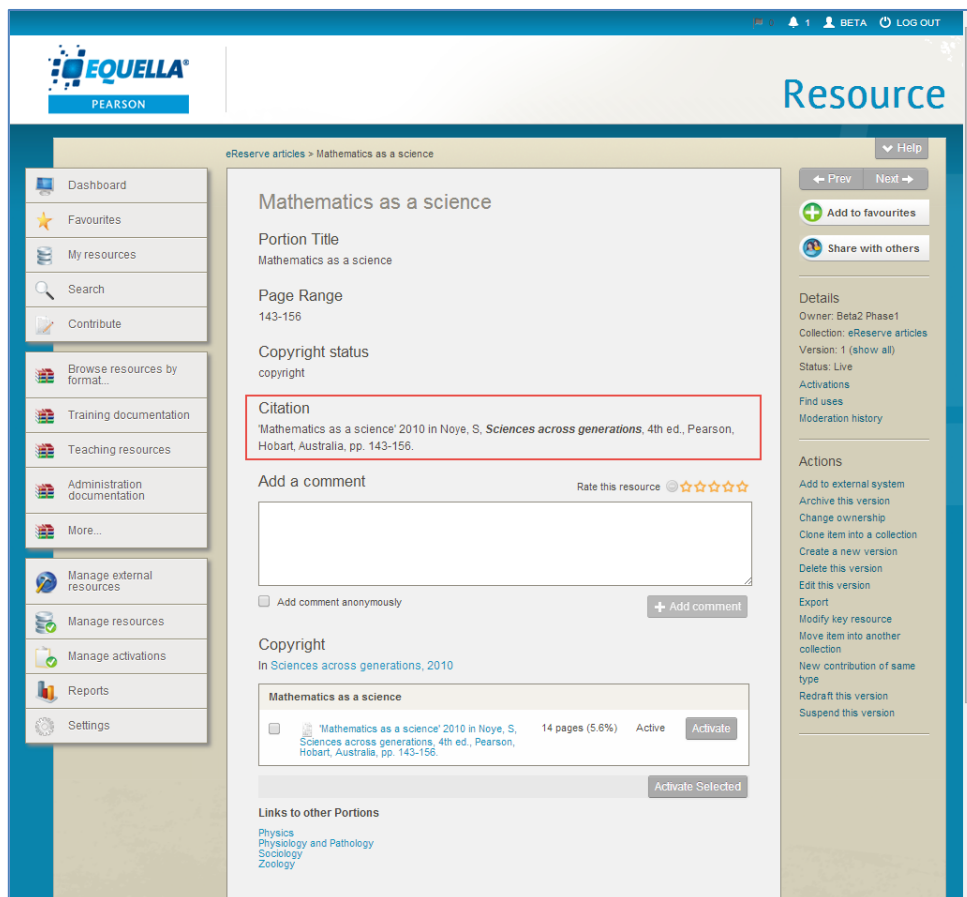 1 BETA LOG OUT
EQUELLA®
PEARSON
Resource
eReserve articles > Mathematics as a science
Help
Prev Next
Dashboard
Favourites
My resources
Search
Contribute
Browse resources by
format...
Training documentation
Teaching resources
Administration
documentation
More...
Manage external
resources
Manage resources
Manage activations
Reports
Settings
Mathematics as a science
Portion Title
Mathematics as a science
Page Range
143-156
Copyright status
copyright
Citation
'Mathematics as a science' 2010 in Noye, S, Sciences across generations, 4th ed., Pearson,
Hobart, Australia, pp. 143-156.
Add a comment
Rate this resource
Add comment anonymously
Add comment
Copyright
In Sciences across generations, 2010
Mathematics as a science
'Mathematics as a science' 2010 in Noye, S, 14 pages (5.6%) Active Activate
Sciences across generations, 4th ed., Pearson,
Hobart, Australia, pp. 143-156.
Activate Selected
Links to other Portions
Physics
Physiology and Pathology
Sociology
Zoology
Add to favourites
Share with others
Details
Owner: Beta2 Phase1
Collection: eReserve articles
Version: 1 (show all)
Status: Live
Activations
Find uses
Moderation history
Actions
Add to external system
Archive this version
Change ownership
Clone item into a collection
Create a new version
Delete this version
Edit this version
Export
Modify key resource
Move item into another
collection
New contribution of same
type
Redraft this version
Suspend this version